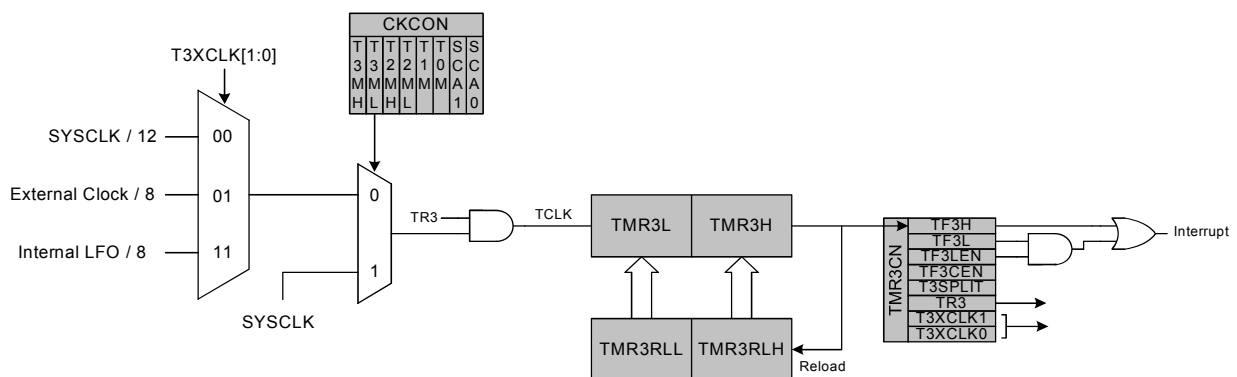 CKCON
T3MH T3ML T2MH T2ML T1M T0M SCA1 SCA0
T3XCLK[1:0]
SYSCLK / 12
00
External Clock / 8
01
0
Internal LFO / 8
11
1
SYSCLK
TR3
TCLK
TMR3L
TMR3H
TMR3RLL
TMR3RLH
Reload
TMR3CN
TF3H
TF3L
TF3LEN
TF3CEN
T3SPLIT
TR3
T3XCLK1
T3XCLK0
Interrupt